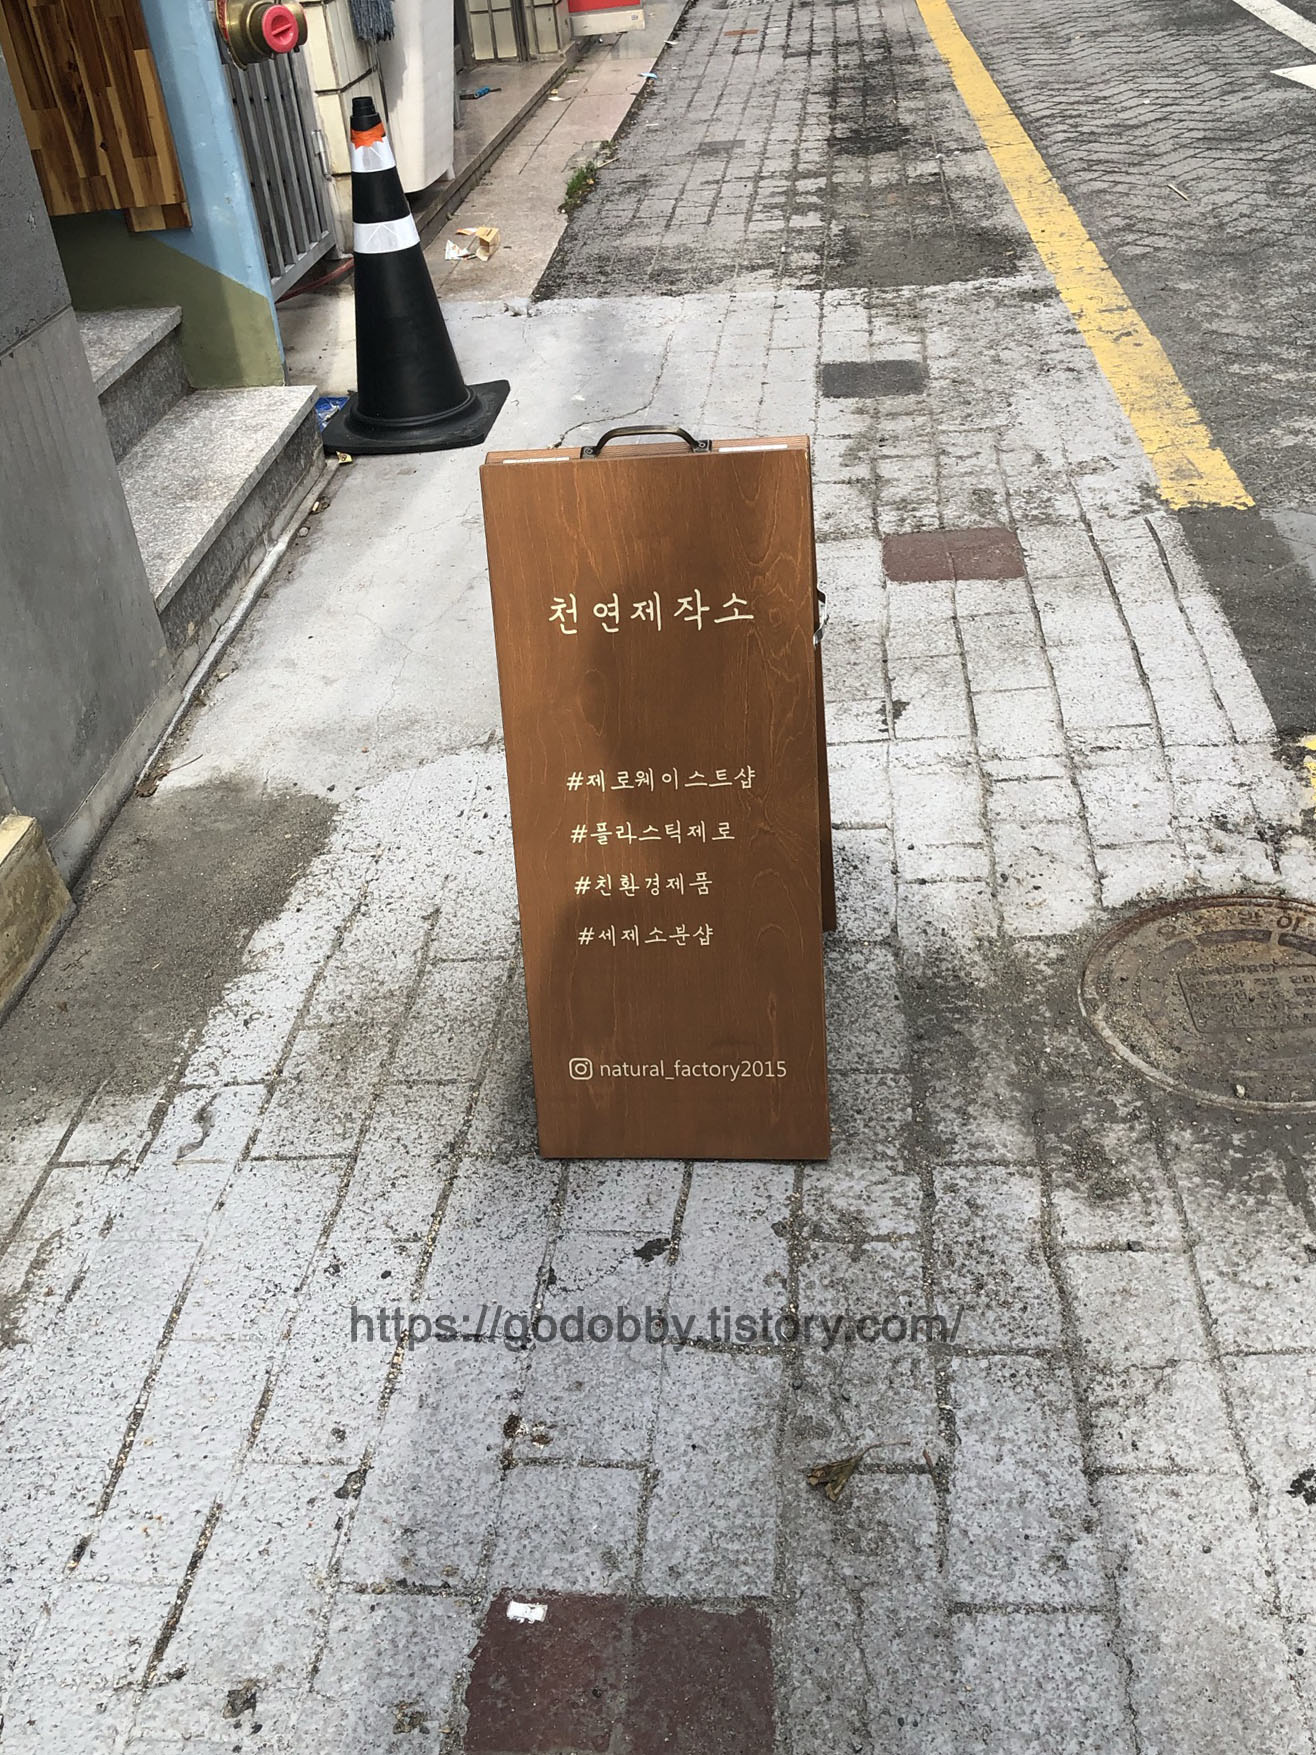 천연제작소
#제로웨이스트샵
#플라스틱제로
#친환경제품
#세제소분샵
natural_factory2015
https://godobby.tistory.com/